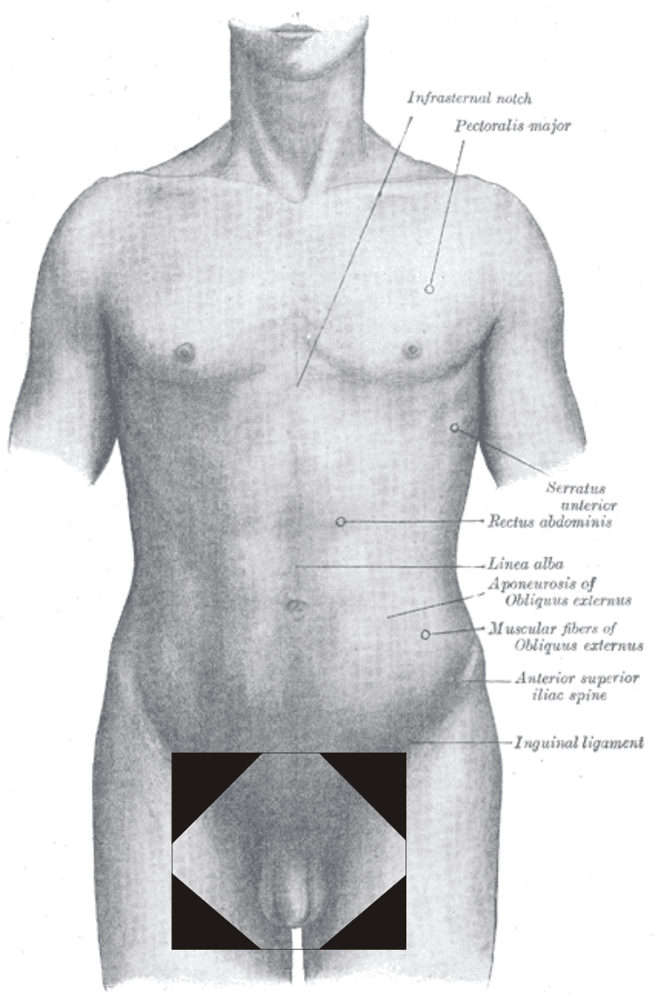 Infrasternal notch
Pectoralis major
Serratus
anterior
Rectus abdominis
Linea alba
Aponeurosis of
Obliquus externus
Muscular fibers of
Obliquus externus
Anterior superior
iliac spine
Inguinal ligament